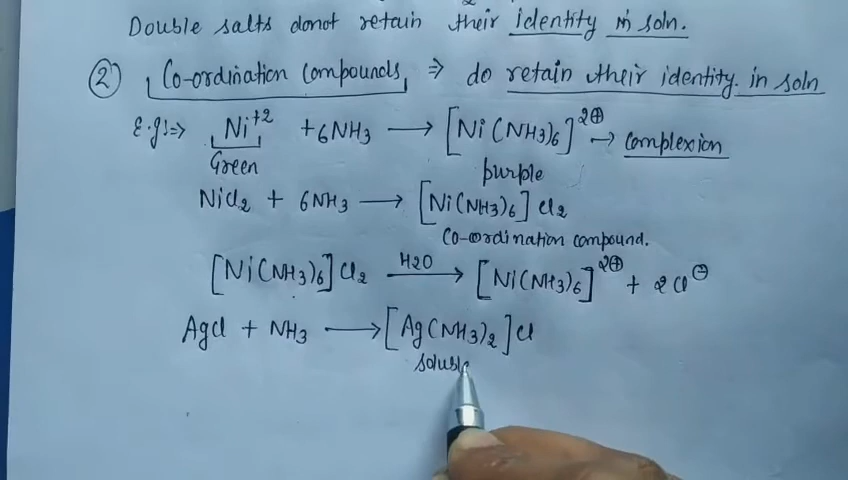 Double salts donot retain their identity in soln.
(2) Co-ordination Compounds, ⇒ do retain their identity. in soln
E.g:⇒ Ni+2 + 6NH3 → [Ni(NH3)6]2⊕ → Complexion
Green purple
NiCl2 + 6NH3 → [Ni(NH3)6]Cl2
Co-ordination compound.
[Ni(NH3)6]Cl2 H2O → [Ni(NH3)6]2⊕ + 2Cl⊖
AgCl + NH3 → [Ag(NH3)2]Cl
soluble